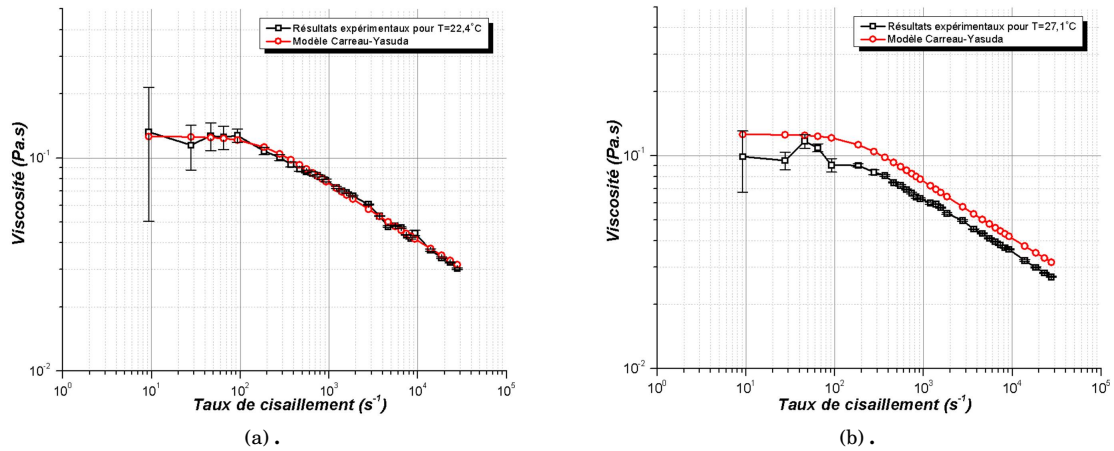 Résultats expérimentaux pour T=22,4°C
Modèle Carreau-Yasuda
Viscosité (Pa.s)
10⁻¹
10⁻²
10⁰ 10¹ 10² 10³ 10⁴ 10⁵
Taux de cisaillement (s⁻¹)
(a) .
Résultats expérimentaux pour T=27,1°C
Modèle Carreau-Yasuda
Viscosité (Pa.s)
10⁻¹
10⁻²
10⁰ 10¹ 10² 10³ 10⁴ 10⁵
Taux de cisaillement (s⁻¹)
(b) .